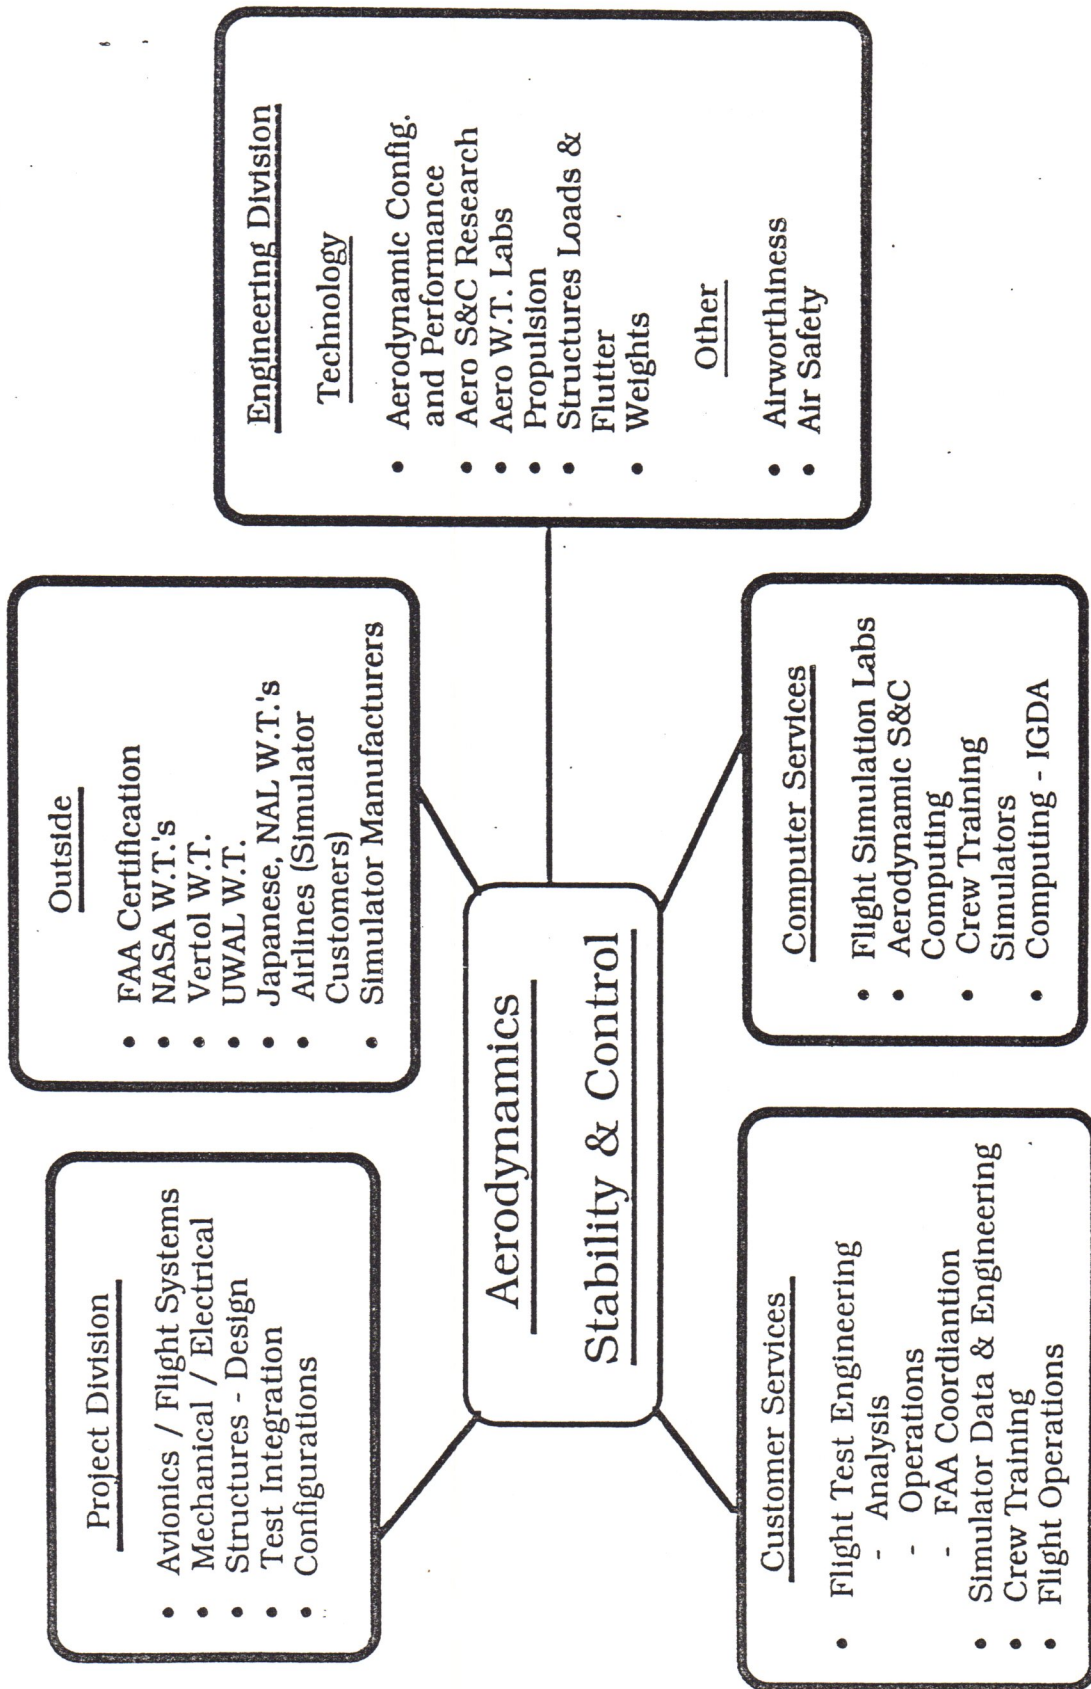 Project Division
• Avionics / Flight Systems
• Mechanical / Electrical
• Structures - Design
• Test Integration
• Configurations
Outside
• FAA Certification
• NASA W.T.'s
• Vertol W.T.
• UWAL W.T.
• Japanese, NAL W.T.'s
• Airlines (Simulator
Customers)
• Simulator Manufacturers
Engineering Division
Technology
• Aerodynamic Config.
and Performance
• Aero S&C Research
• Aero W.T. Labs
• Propulsion
• Structures Loads &
Flutter
• Weights
Other
• Airworthiness
• Air Safety
Aerodynamics
Stability & Control
Customer Services
• Flight Test Engineering
- Analysis
- Operations
- FAA Coordiantion
• Simulator Data & Engineering
• Crew Training
• Flight Operations
Computer Services
• Flight Simulation Labs
• Aerodynamic S&C
Computing
• Crew Training
Simulators
• Computing - IGDA